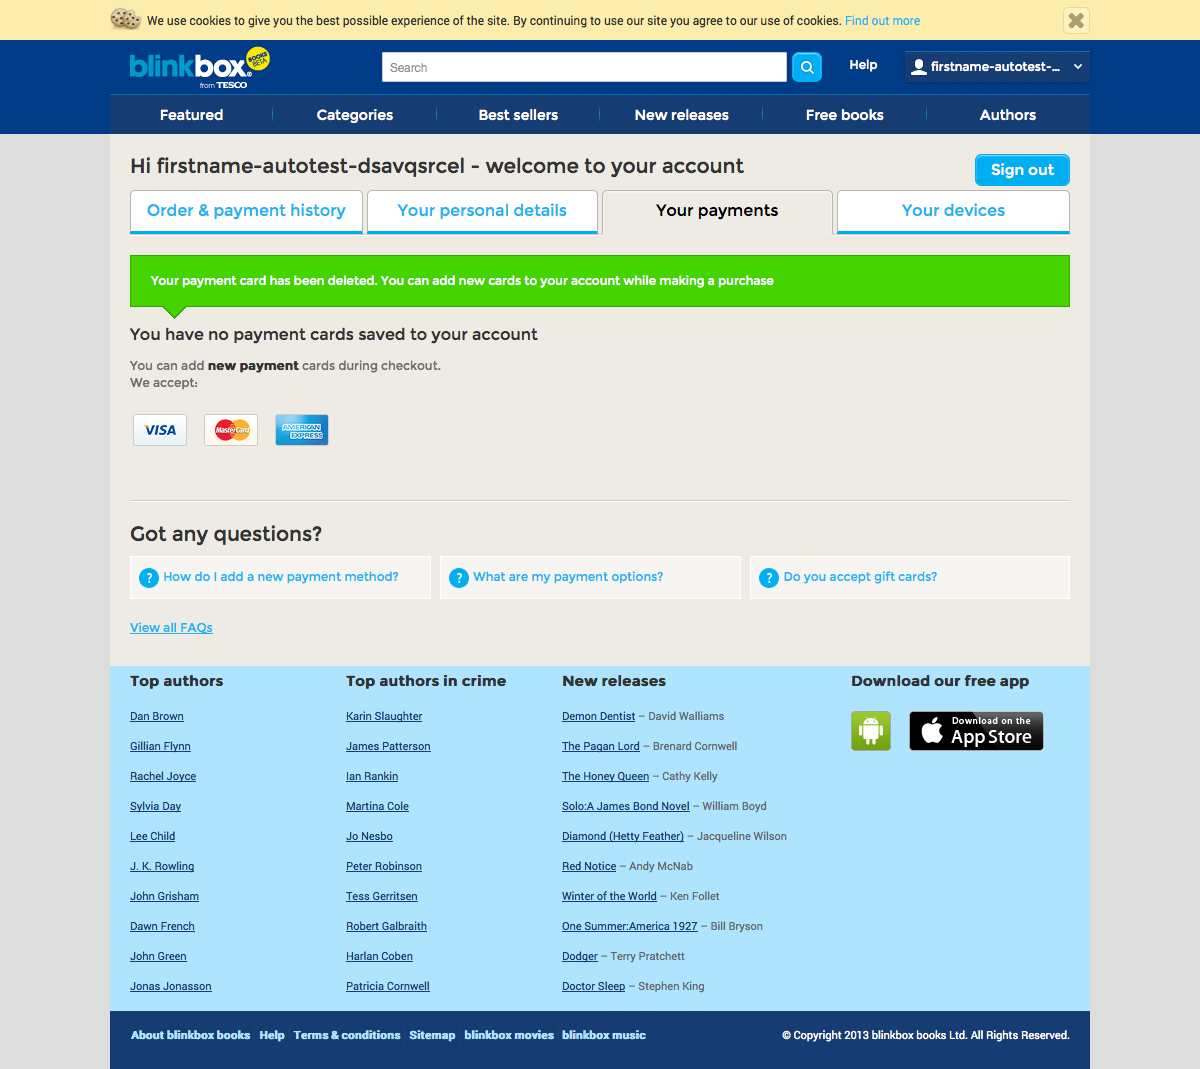 We use cookies to give you the best possible experience of the site. By continuing to use our site you agree to our use of cookies. Find out more
blinkbox BOOKS BETA
from TESCO
Search
Help
firstname-autotest-...
Featured
Categories
Best sellers
New releases
Free books
Authors
Hi firstname-autotest-dsavqsrcel - welcome to your account
Sign out
Order & payment history
Your personal details
Your payments
Your devices
Your payment card has been deleted. You can add new cards to your account while making a purchase
You have no payment cards saved to your account
You can add new payment cards during checkout.
We accept:
VISA
MasterCard
AMERICAN EXPRESS
Got any questions?
? How do I add a new payment method?
? What are my payment options?
? Do you accept gift cards?
View all FAQs
Top authors
Dan Brown
Gillian Flynn
Rachel Joyce
Sylvia Day
Lee Child
J. K. Rowling
John Grisham
Dawn French
John Green
Jonas Jonasson
Top authors in crime
Karin Slaughter
James Patterson
Ian Rankin
Martina Cole
Jo Nesbo
Peter Robinson
Tess Gerritsen
Robert Galbraith
Harlan Coben
Patricia Cornwell
New releases
Demon Dentist – David Walliams
The Pagan Lord – Brenard Cornwell
The Honey Queen – Cathy Kelly
Solo:A James Bond Novel – William Boyd
Diamond (Hetty Feather) – Jacqueline Wilson
Red Notice – Andy McNab
Winter of the World – Ken Follet
One Summer:America 1927 – Bill Bryson
Dodger – Terry Pratchett
Doctor Sleep – Stephen King
Download our free app
Download on the
App Store
About blinkbox books Help Terms & conditions Sitemap blinkbox movies blinkbox music
© Copyright 2013 blinkbox books Ltd. All Rights Reserved.